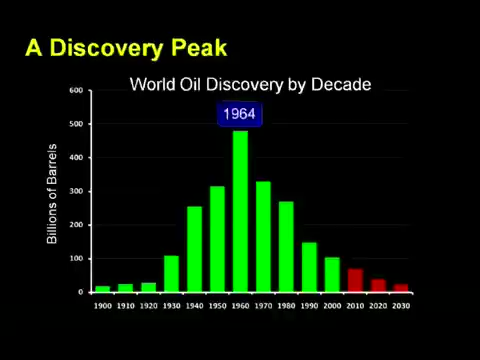 A Discovery Peak
World Oil Discovery by Decade
1964
Billions of Barrels
600
500
400
300
200
100
0
1900 1910 1920 1930 1940 1950 1960 1970 1980 1990 2000 2010 2020 2030